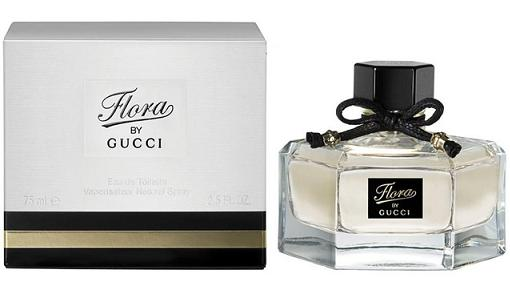 Flora
BY
GUCCI
Eau de Toilette
Vaporisateur Natural Spray
75 ml e 2.5 FL.OZ.
Flora
BY
GUCCI